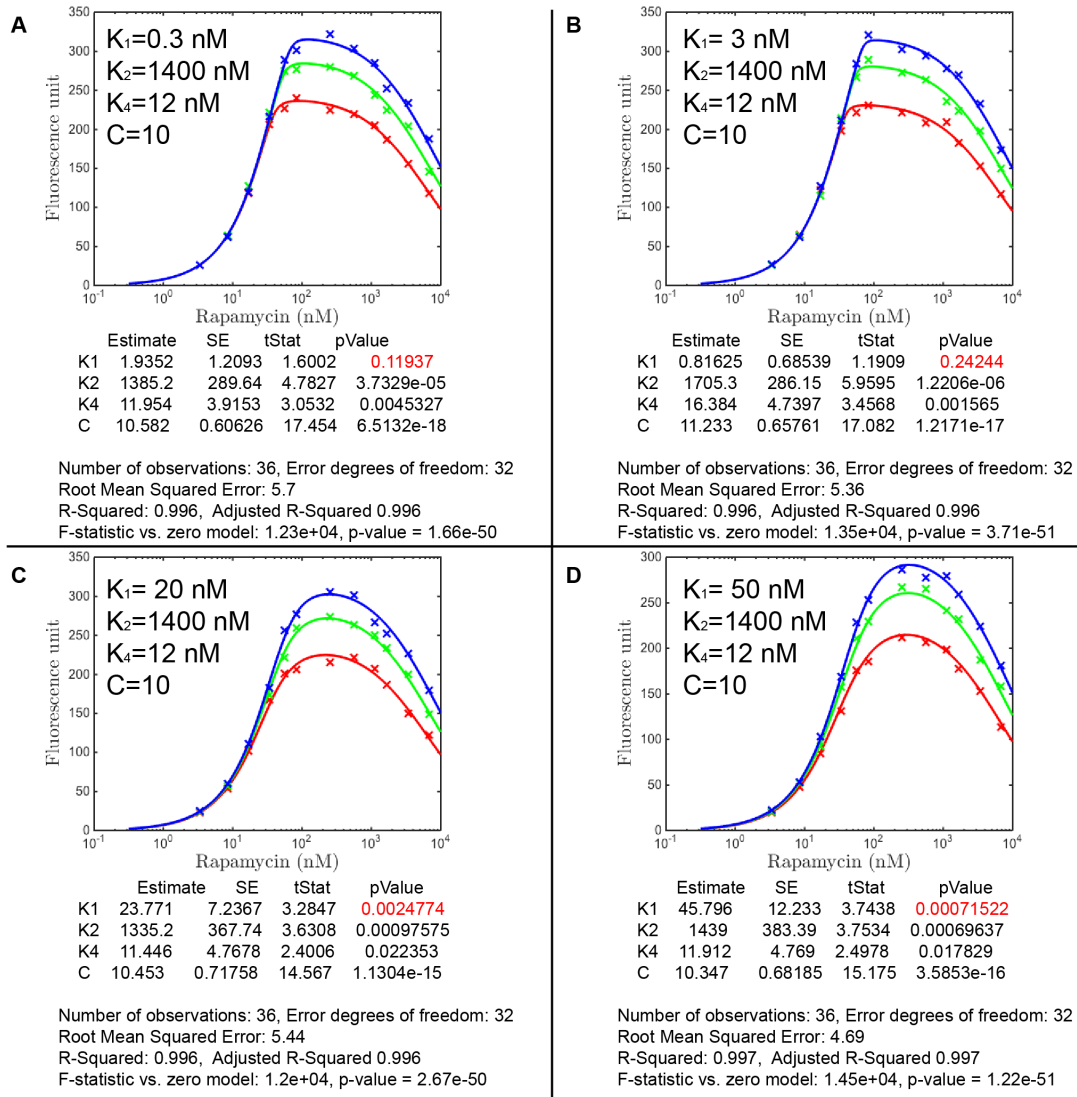 A
K₁=0.3 nM
K₂=1400 nM
K₄=12 nM
C=10
Fluorescence unit
350
300
250
200
150
100
50
0
10⁻¹ 10⁰ 10¹ 10² 10³ 10⁴
Rapamycin (nM)
Estimate SE tStat pValue
K1 1.9352 1.2093 1.6002 0.11937
K2 1385.2 289.64 4.7827 3.7329e-05
K4 11.954 3.9153 3.0532 0.0045327
C 10.582 0.60626 17.454 6.5132e-18
Number of observations: 36, Error degrees of freedom: 32
Root Mean Squared Error: 5.7
R-Squared: 0.996, Adjusted R-Squared 0.996
F-statistic vs. zero model: 1.23e+04, p-value = 1.66e-50
B
K₁= 3 nM
K₂=1400 nM
K₄=12 nM
C=10
Fluorescence unit
350
300
250
200
150
100
50
0
10⁻¹ 10⁰ 10¹ 10² 10³ 10⁴
Rapamycin (nM)
Estimate SE tStat pValue
K1 0.81625 0.68539 1.1909 0.24244
K2 1705.3 286.15 5.9595 1.2206e-06
K4 16.384 4.7397 3.4568 0.001565
C 11.233 0.65761 17.082 1.2171e-17
Number of observations: 36, Error degrees of freedom: 32
Root Mean Squared Error: 5.36
R-Squared: 0.996, Adjusted R-Squared 0.996
F-statistic vs. zero model: 1.35e+04, p-value = 3.71e-51
C
K₁= 20 nM
K₂=1400 nM
K₄=12 nM
C=10
Fluorescence unit
350
300
250
200
150
100
50
0
10⁻¹ 10⁰ 10¹ 10² 10³ 10⁴
Rapamycin (nM)
Estimate SE tStat pValue
K1 23.771 7.2367 3.2847 0.0024774
K2 1335.2 367.74 3.6308 0.00097575
K4 11.446 4.7678 2.4006 0.022353
C 10.453 0.71758 14.567 1.1304e-15
Number of observations: 36, Error degrees of freedom: 32
Root Mean Squared Error: 5.44
R-Squared: 0.996, Adjusted R-Squared 0.996
F-statistic vs. zero model: 1.2e+04, p-value = 2.67e-50
D
K₁= 50 nM
K₂=1400 nM
K₄=12 nM
C=10
Fluorescence unit
300
250
200
150
100
50
0
10⁻¹ 10⁰ 10¹ 10² 10³ 10⁴
Rapamycin (nM)
Estimate SE tStat pValue
K1 45.796 12.233 3.7438 0.00071522
K2 1439 383.39 3.7534 0.00069637
K4 11.912 4.769 2.4978 0.017829
C 10.347 0.68185 15.175 3.5853e-16
Number of observations: 36, Error degrees of freedom: 32
Root Mean Squared Error: 4.69
R-Squared: 0.997, Adjusted R-Squared 0.997
F-statistic vs. zero model: 1.45e+04, p-value = 1.22e-51